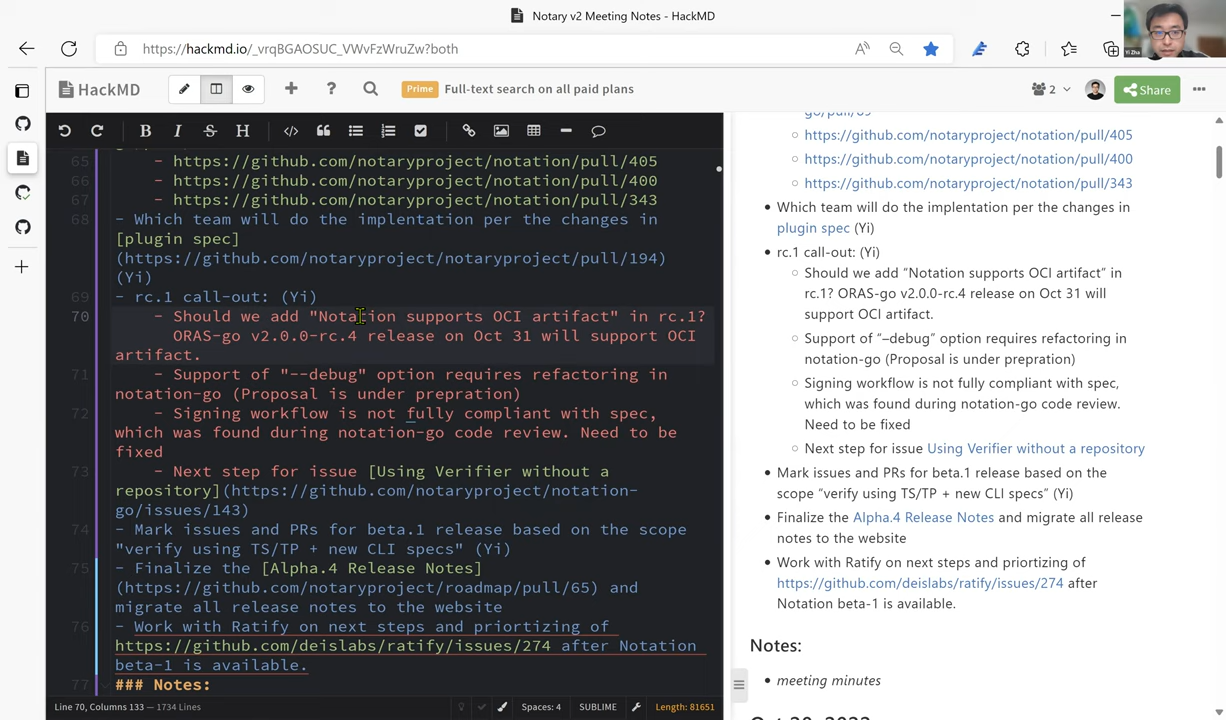 Notary v2 Meeting Notes - HackMD
Yi Zha
https://hackmd.io/_vrqBGAOSUC_VWvFzWruZw?both
HackMD
Prime Full-text search on all paid plans
2
Share
65 - https://github.com/notaryproject/notation/pull/405
66 - https://github.com/notaryproject/notation/pull/400
67 - https://github.com/notaryproject/notation/pull/343
68 - Which team will do the implentation per the changes in
[plugin spec]
(https://github.com/notaryproject/notaryproject/pull/194)
(Yi)
69 - rc.1 call-out: (Yi)
70 - Should we add "Notation supports OCI artifact" in rc.1?
ORAS-go v2.0.0-rc.4 release on Oct 31 will support OCI
artifact.
71 - Support of "--debug" option requires refactoring in
notation-go (Proposal is under prepration)
72 - Signing workflow is not fully compliant with spec,
which was found during notation-go code review. Need to be
fixed
73 - Next step for issue [Using Verifier without a
repository](https://github.com/notaryproject/notation-
go/issues/143)
74 - Mark issues and PRs for beta.1 release based on the scope
"verify using TS/TP + new CLI specs" (Yi)
75 - Finalize the [Alpha.4 Release Notes]
(https://github.com/notaryproject/roadmap/pull/65) and
migrate all release notes to the website
76 - Work with Ratify on next steps and priortizing of
https://github.com/deislabs/ratify/issues/274 after Notation
beta-1 is available.
77 ### Notes:
Line 70, Columns 133 — 1734 Lines
Spaces: 4
SUBLIME
Length: 81651
https://github.com/notaryproject/notation/pull/405
https://github.com/notaryproject/notation/pull/400
https://github.com/notaryproject/notation/pull/343
Which team will do the implentation per the changes in
plugin spec (Yi)
rc.1 call-out: (Yi)
Should we add “Notation supports OCI artifact” in
rc.1? ORAS-go v2.0.0-rc.4 release on Oct 31 will
support OCI artifact.
Support of “–debug” option requires refactoring in
notation-go (Proposal is under prepration)
Signing workflow is not fully compliant with spec,
which was found during notation-go code review.
Need to be fixed
Next step for issue Using Verifier without a repository
Mark issues and PRs for beta.1 release based on the
scope “verify using TS/TP + new CLI specs” (Yi)
Finalize the Alpha.4 Release Notes and migrate all release
notes to the website
Work with Ratify on next steps and priortizing of
https://github.com/deislabs/ratify/issues/274 after
Notation beta-1 is available.
Notes:
meeting minutes